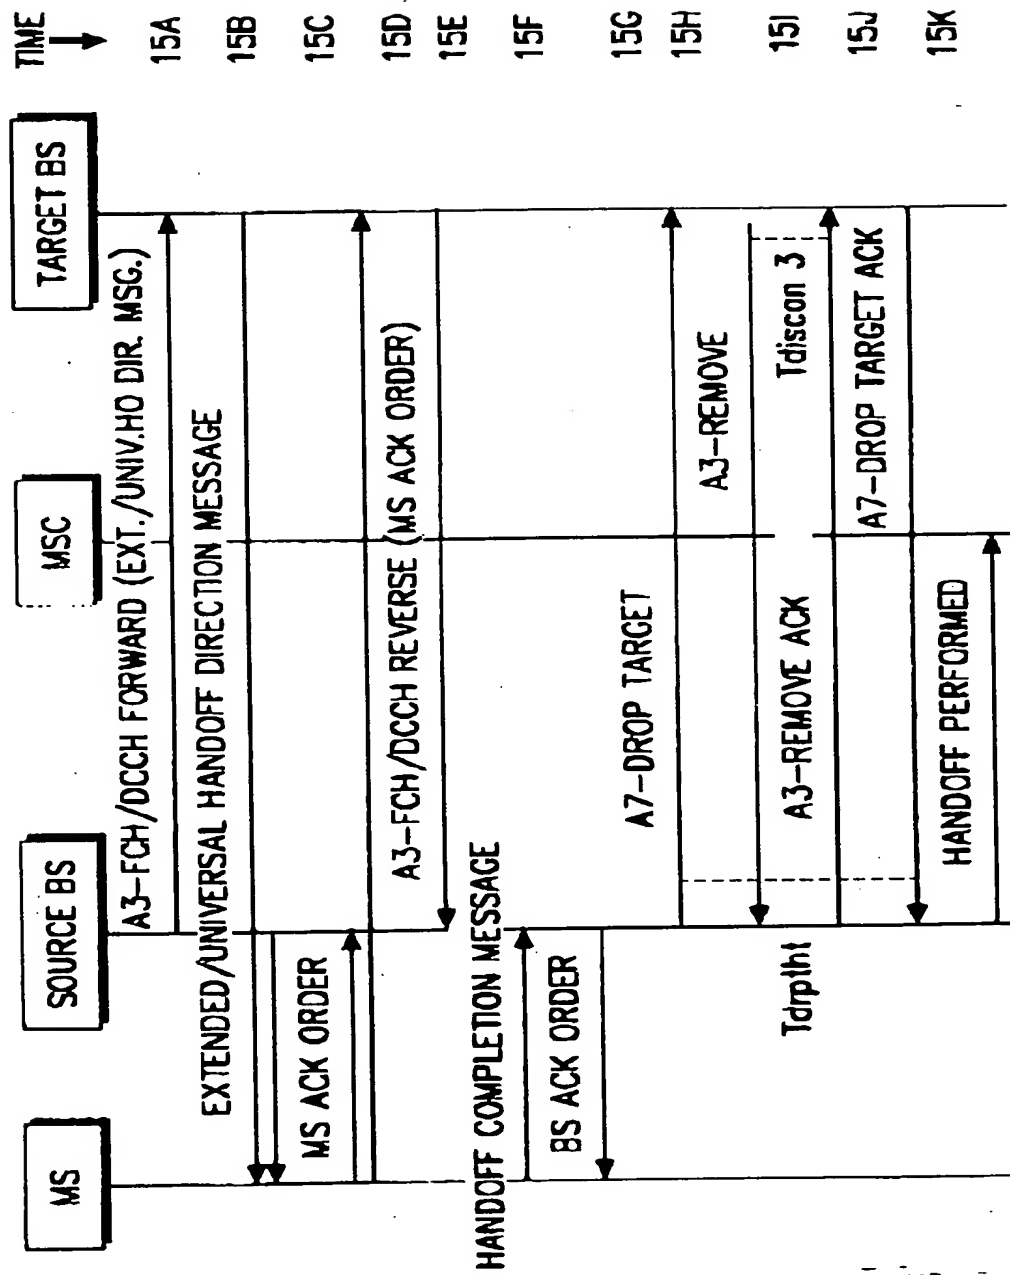 MS
SOURCE BS
MSC
TARGET BS
TIME
A3-FCH/DCCH FORWARD (EXT./UNIV.HO DIR. MSG.)
15A
EXTENDED/UNIVERSAL HANDOFF DIRECTION MESSAGE
15B
MS ACK ORDER
15C
A3-FCH/DCCH REVERSE (MS ACK ORDER)
15D
15E
HANDOFF COMPLETION MESSAGE
15F
BS ACK ORDER
15G
A7-DROP TARGET
15H
A3-REMOVE
15I
Tdrptht
A3-REMOVE ACK
Tdiscon 3
15J
A7-DROP TARGET ACK
15K
HANDOFF PERFORMED